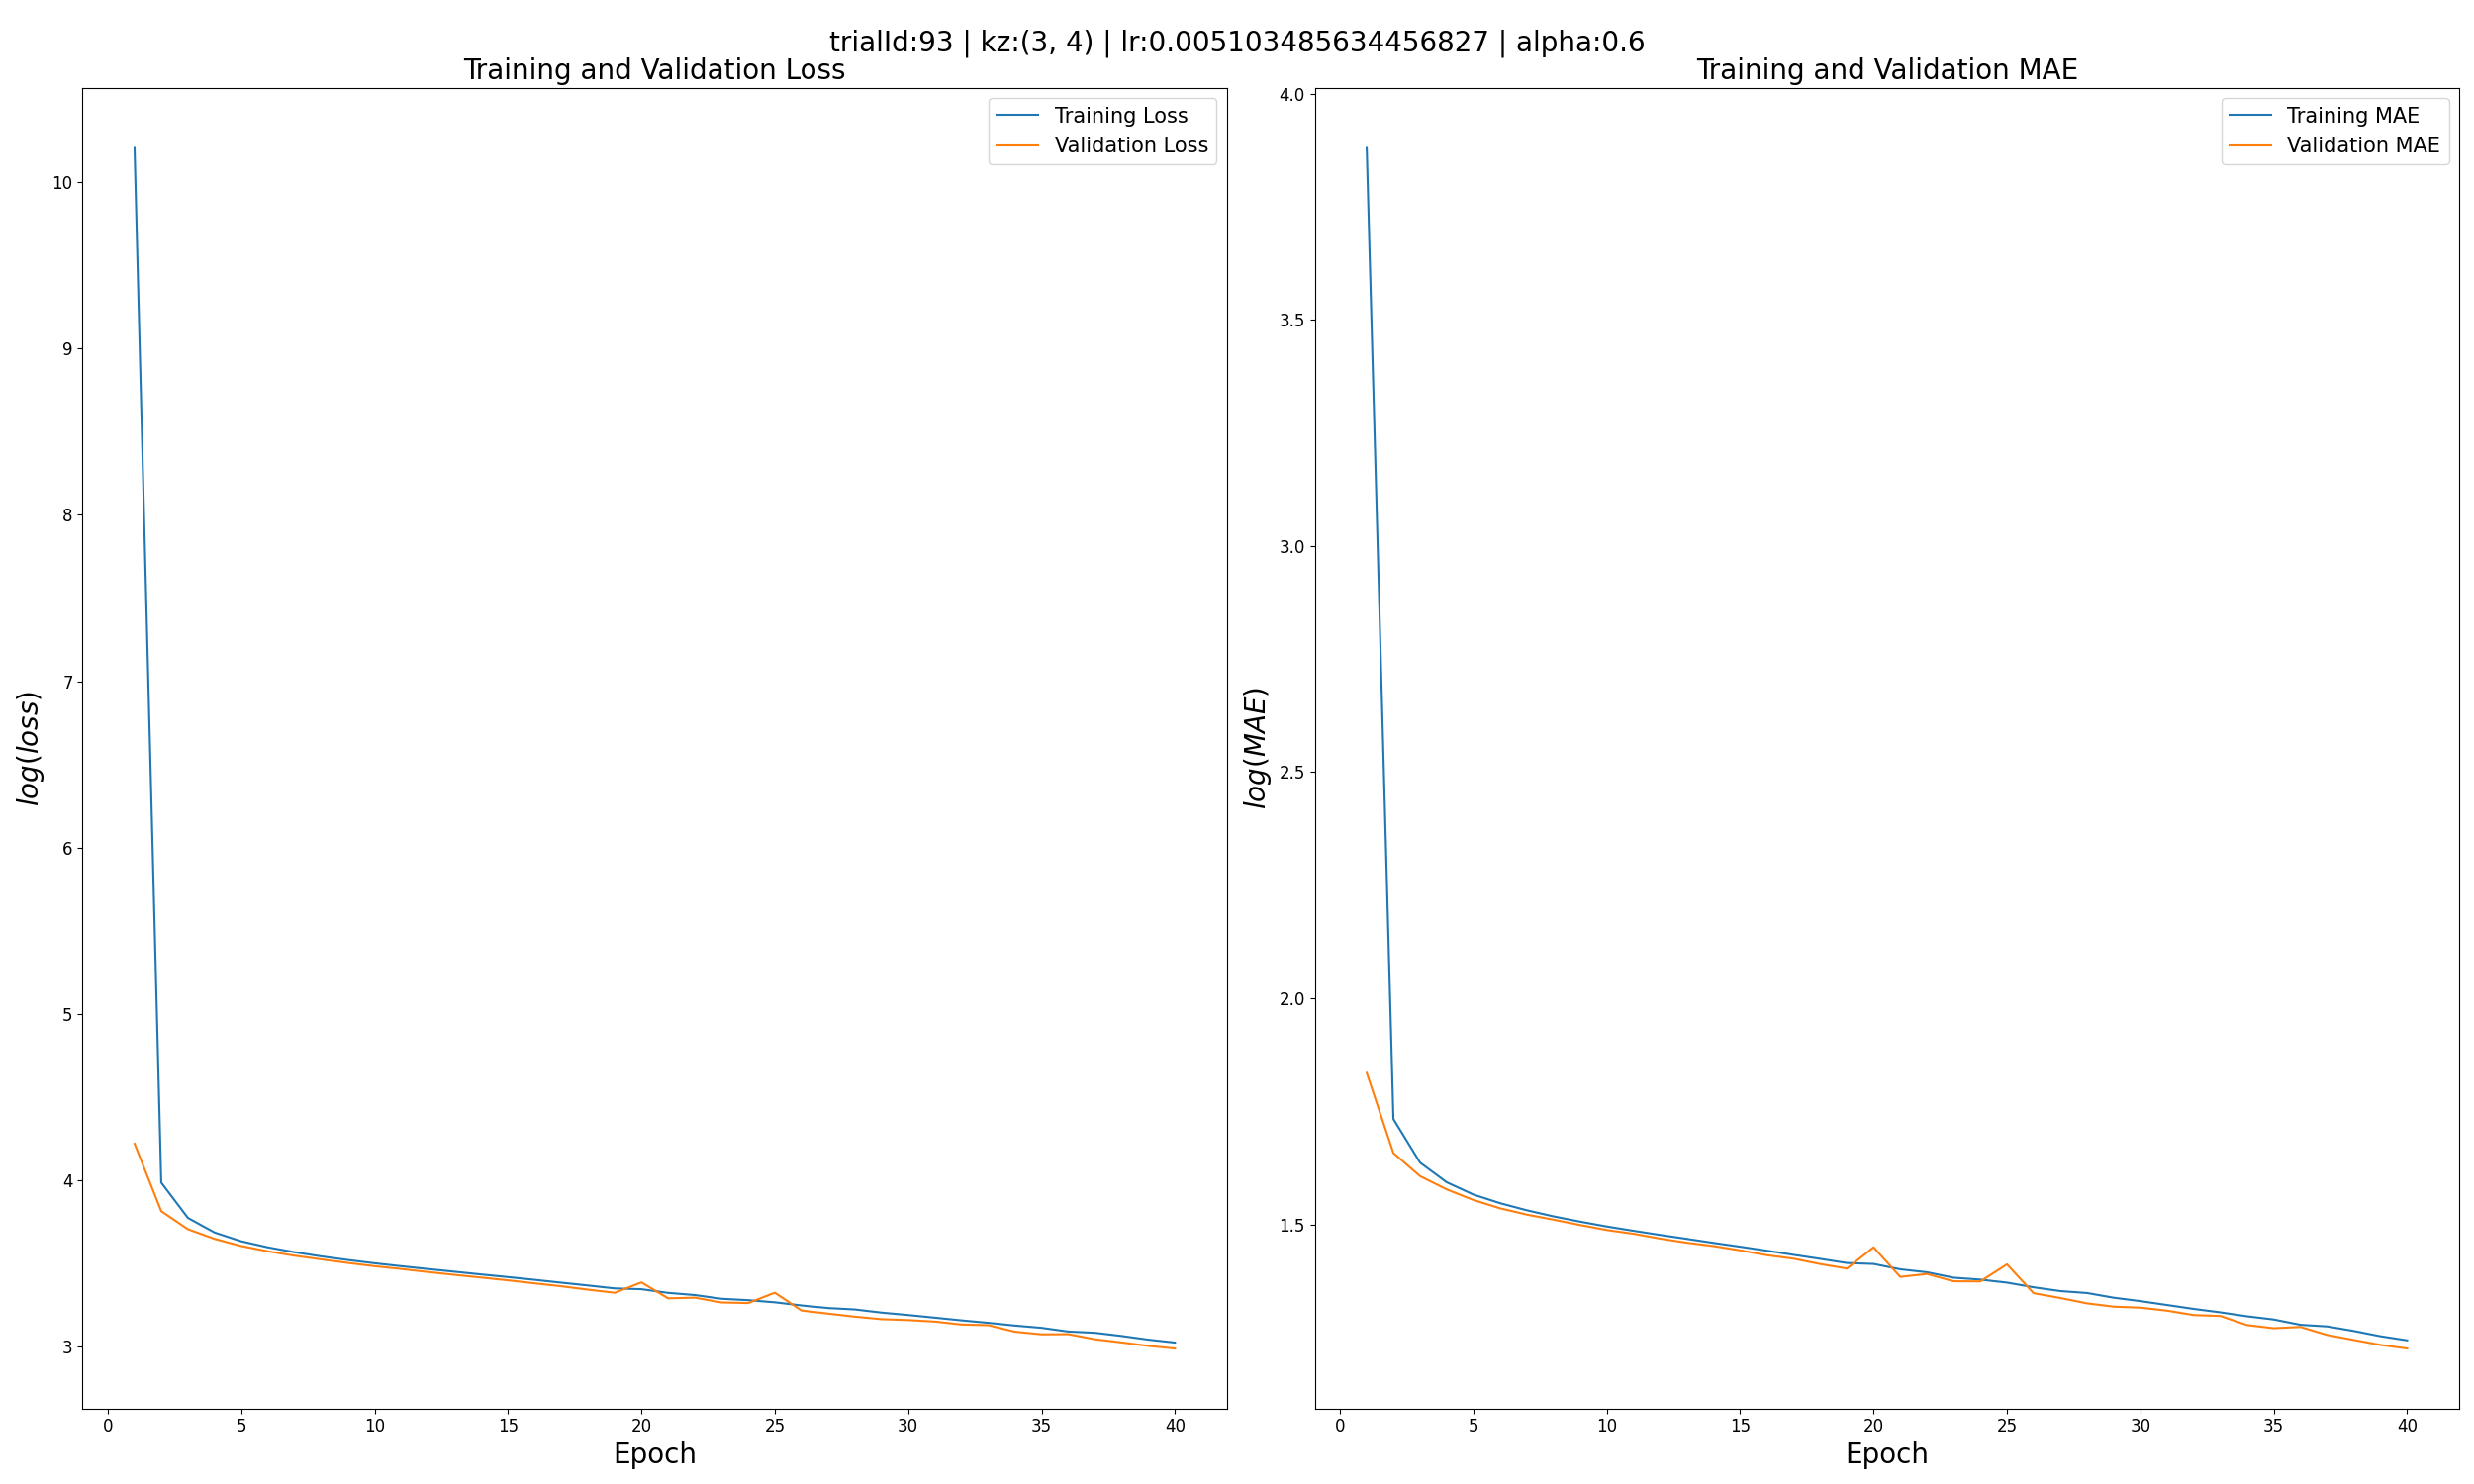 trialId:93 | kz:(3, 4) | lr:0.005103485634456827 | alpha:0.6
Training and Validation Loss
Training Loss
Validation Loss
10
9
8
7
6
5
4
3
log(loss)
0 5 10 15 20 25 30 35 40
Epoch
Training and Validation MAE
Training MAE
Validation MAE
4.0
3.5
3.0
2.5
2.0
1.5
log(MAE)
0 5 10 15 20 25 30 35 40
Epoch